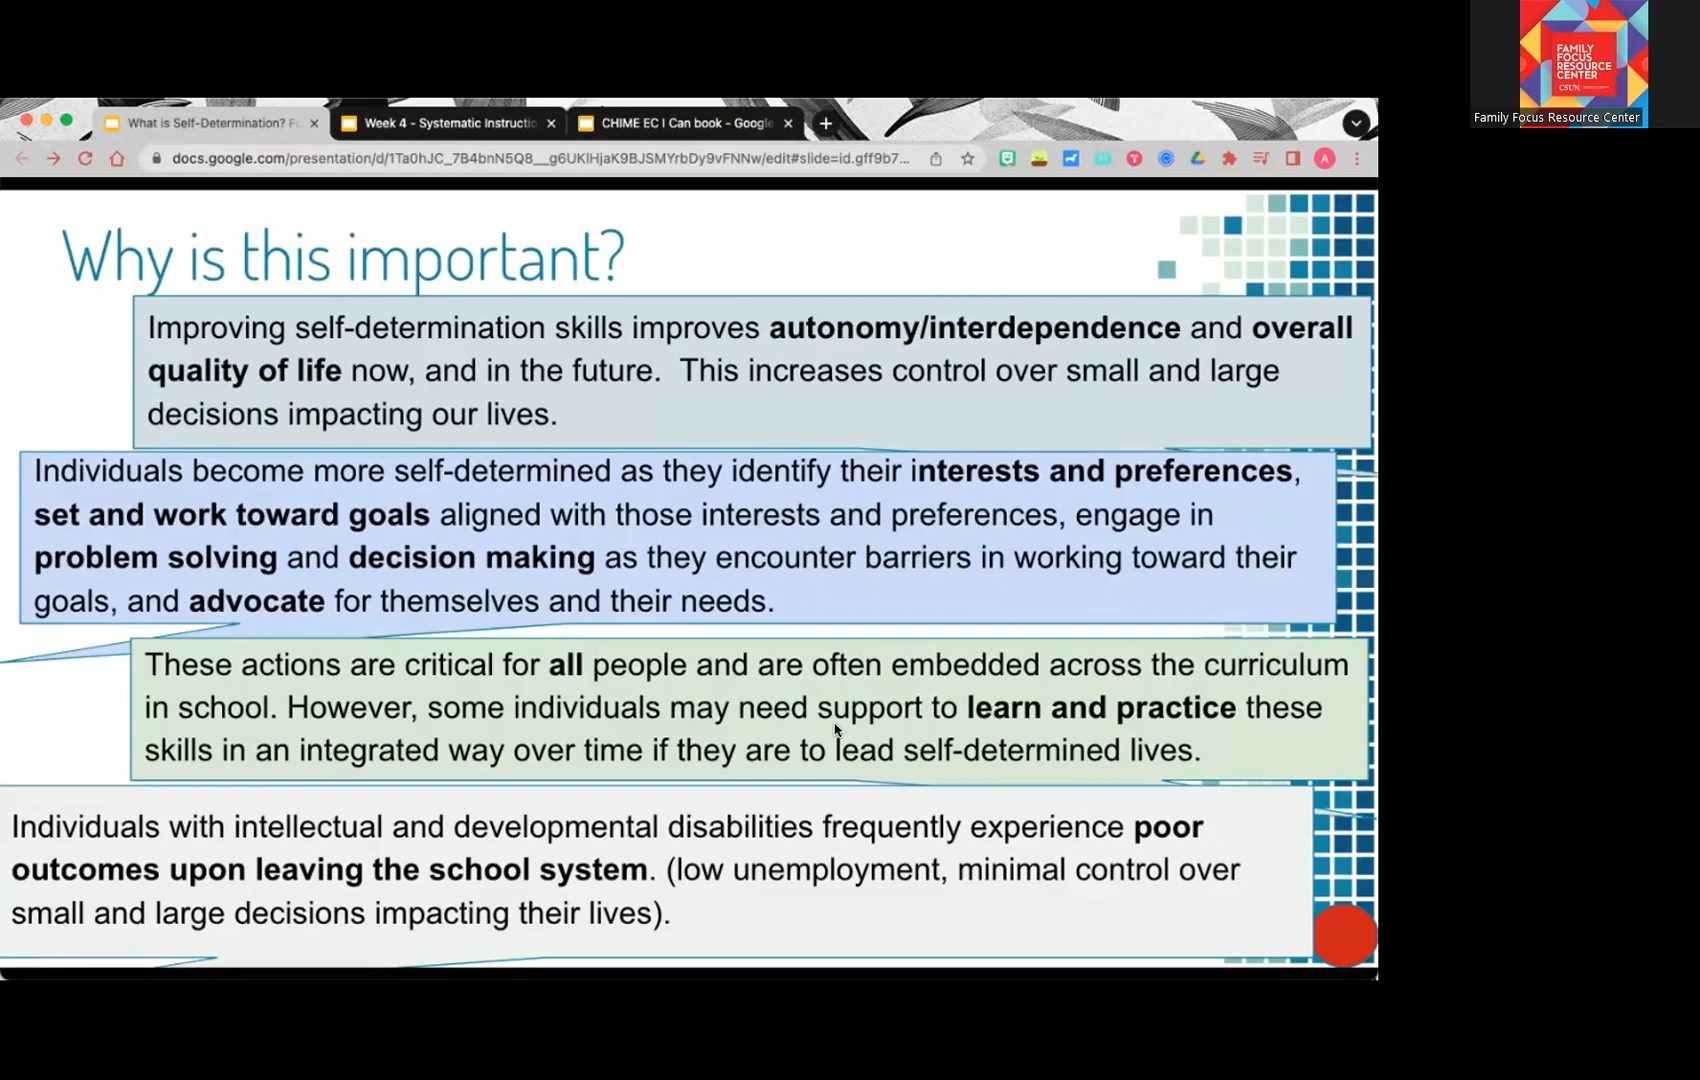 FAMILY
FOCUS
RESOURCE
CENTER
CSUN
Family Focus Resource Center
What is Self-Determination? Fo
Week 4 - Systematic Instructio
CHIME EC I Can book - Google
docs.google.com/presentation/d/1Ta0hJC_7B4bnN5Q8__g6UKlHjaK9BJSMYrbDy9vFNNw/edit#slide=id.gff9b7...
A
Why is this important?
Improving self-determination skills improves autonomy/interdependence and overall
quality of life now, and in the future. This increases control over small and large
decisions impacting our lives.
Individuals become more self-determined as they identify their interests and preferences,
set and work toward goals aligned with those interests and preferences, engage in
problem solving and decision making as they encounter barriers in working toward their
goals, and advocate for themselves and their needs.
These actions are critical for all people and are often embedded across the curriculum
in school. However, some individuals may need support to learn and practice these
skills in an integrated way over time if they are to lead self-determined lives.
Individuals with intellectual and developmental disabilities frequently experience poor
outcomes upon leaving the school system. (low unemployment, minimal control over
small and large decisions impacting their lives).